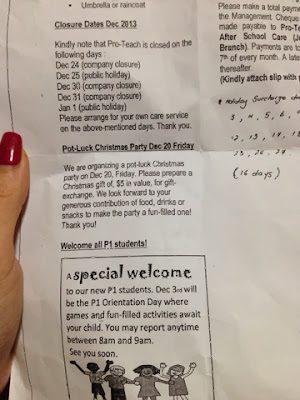 • Umbrella or raincoat
Closure Dates Dec 2013
Kindly note that Pro-Teach is closed on
the following days :
Dec 24 (company closure)
Dec 25 (public holiday)
Dec 30 (company closure)
Dec 31 (company closure)
Jan 1 (public holiday)
Please arrange for your own care service
on the above-mentioned days. Thank you.
Pot-Luck Christmas Party Dec 20 Friday
We are organizing a pot-luck Christmas
party on Dec 20, Friday. Please prepare a
Christmas gift of, $5 in value, for gift-
exchange. We look forward to your
generous contribution of food, drinks or
snacks to make the party a fun-filled one!
Thank you!
Welcome all P1 students!
A special welcome
to our new P1 students. Dec 3rd will
be the P1 Orientation Day where
games and fun-filled activities await
your child. You may report anytime
between 8am and 9am.
See you soon.
Please make a total payme
the Management. Cheque
made payable to Pro-Te
After School Care (Ju
Branch). Payments are to
7th of every month. A late
thereafter.
(Kindly attach slip with
Holiday Surcharge
3, 4, 5, 6,
12, 13,
(16 days)